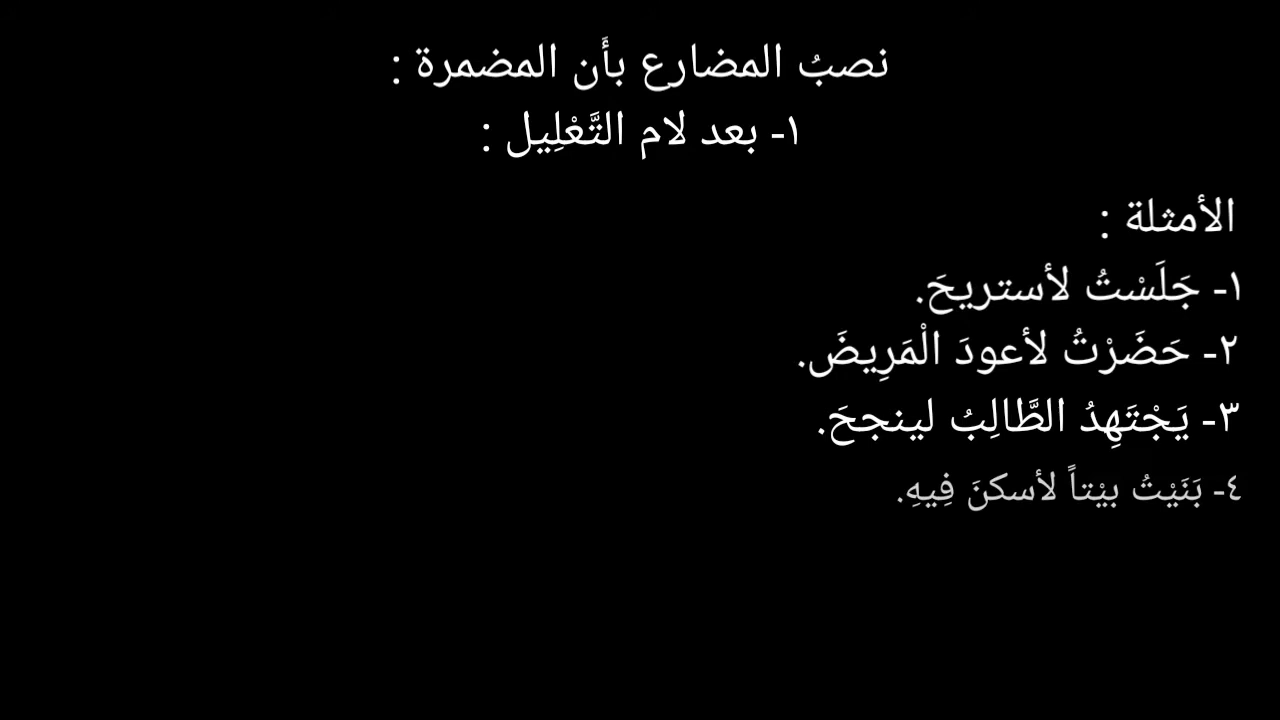 نصبُ المضارع بأَن المضمرة :
١- بعد لام التَّعْلِيل :
الأمثلة :
١- جَلَسْتُ لأستريحَ.
٢- حَضَرْتُ لأعودَ الْمَرِيضَ.
٣- يَجْتَهِدُ الطَّالِبُ لينجحَ.
٤- بَنَيْتُ بيْتاً لأسكنَ فِيهِ.